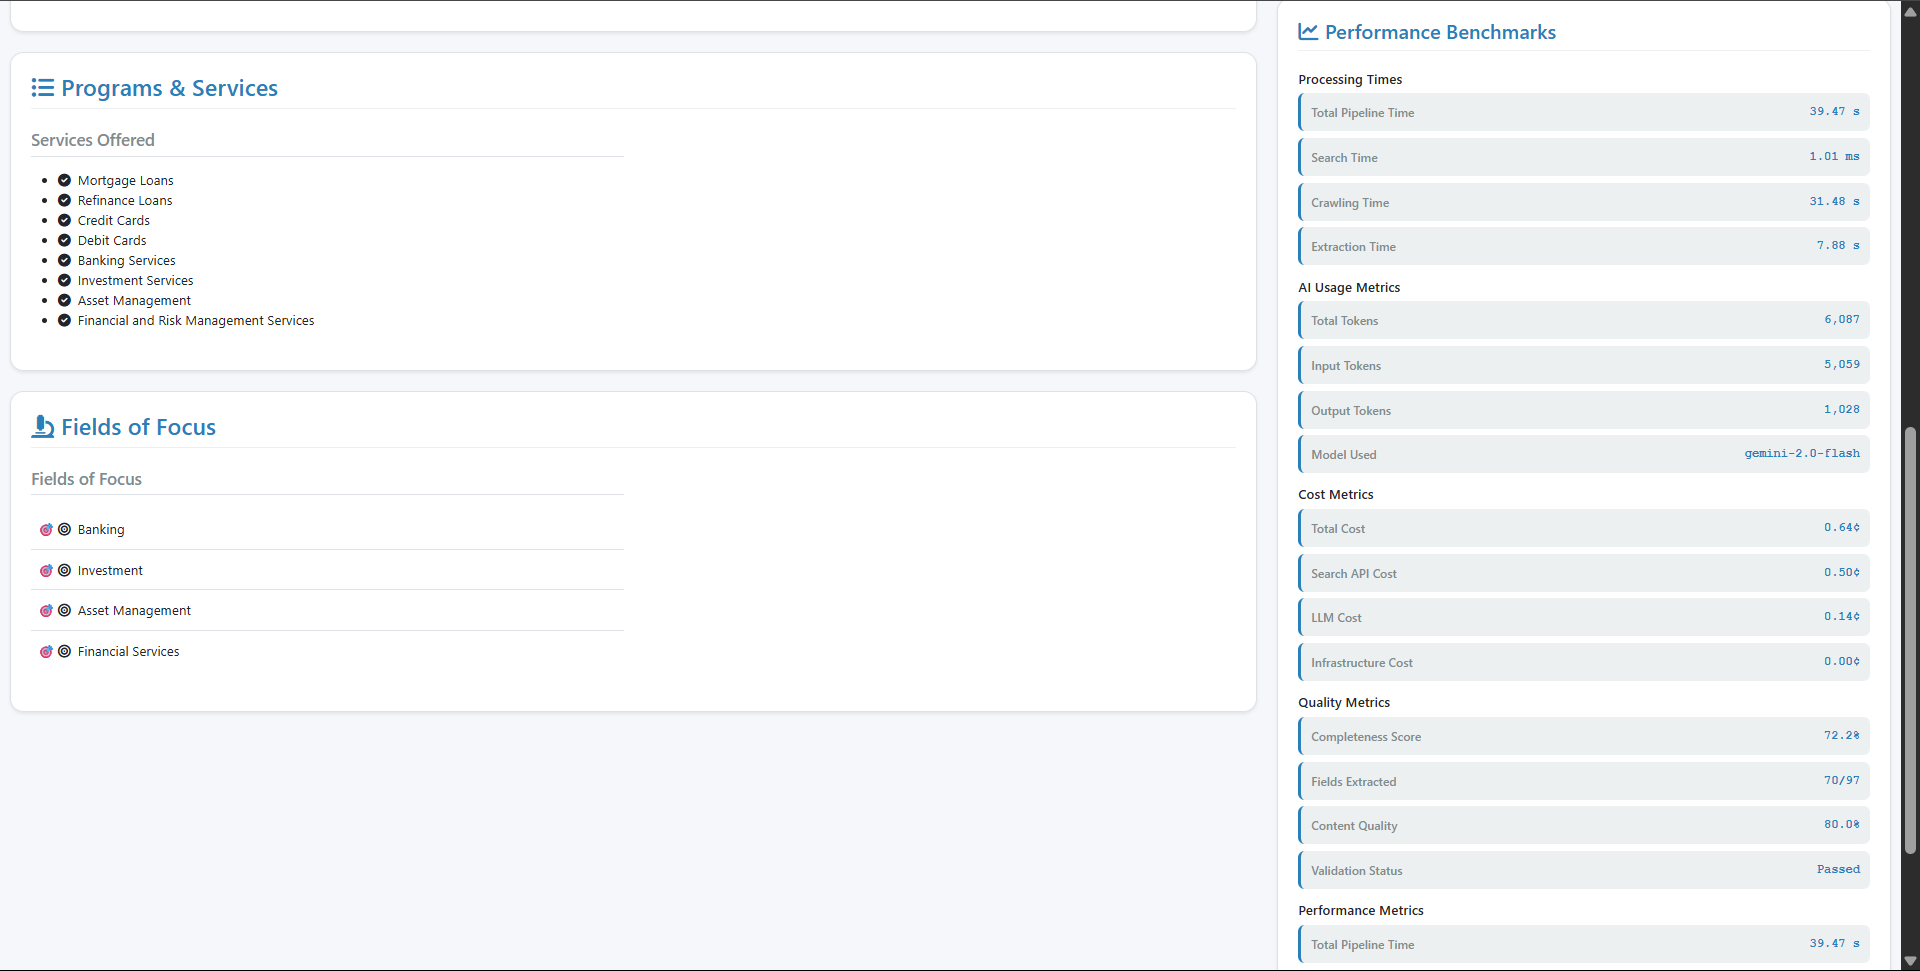 Programs & Services
Services Offered
Mortgage Loans
Refinance Loans
Credit Cards
Debit Cards
Banking Services
Investment Services
Asset Management
Financial and Risk Management Services
Fields of Focus
Fields of Focus
Banking
Investment
Asset Management
Financial Services
Performance Benchmarks
Processing Times
Total Pipeline Time 39.47 s
Search Time 1.01 ms
Crawling Time 31.48 s
Extraction Time 7.88 s
AI Usage Metrics
Total Tokens 6,087
Input Tokens 5,059
Output Tokens 1,028
Model Used gemini-2.0-flash
Cost Metrics
Total Cost 0.64¢
Search API Cost 0.50¢
LLM Cost 0.14¢
Infrastructure Cost 0.00¢
Quality Metrics
Completeness Score 72.2%
Fields Extracted 70/97
Content Quality 80.0%
Validation Status Passed
Performance Metrics
Total Pipeline Time 39.47 s